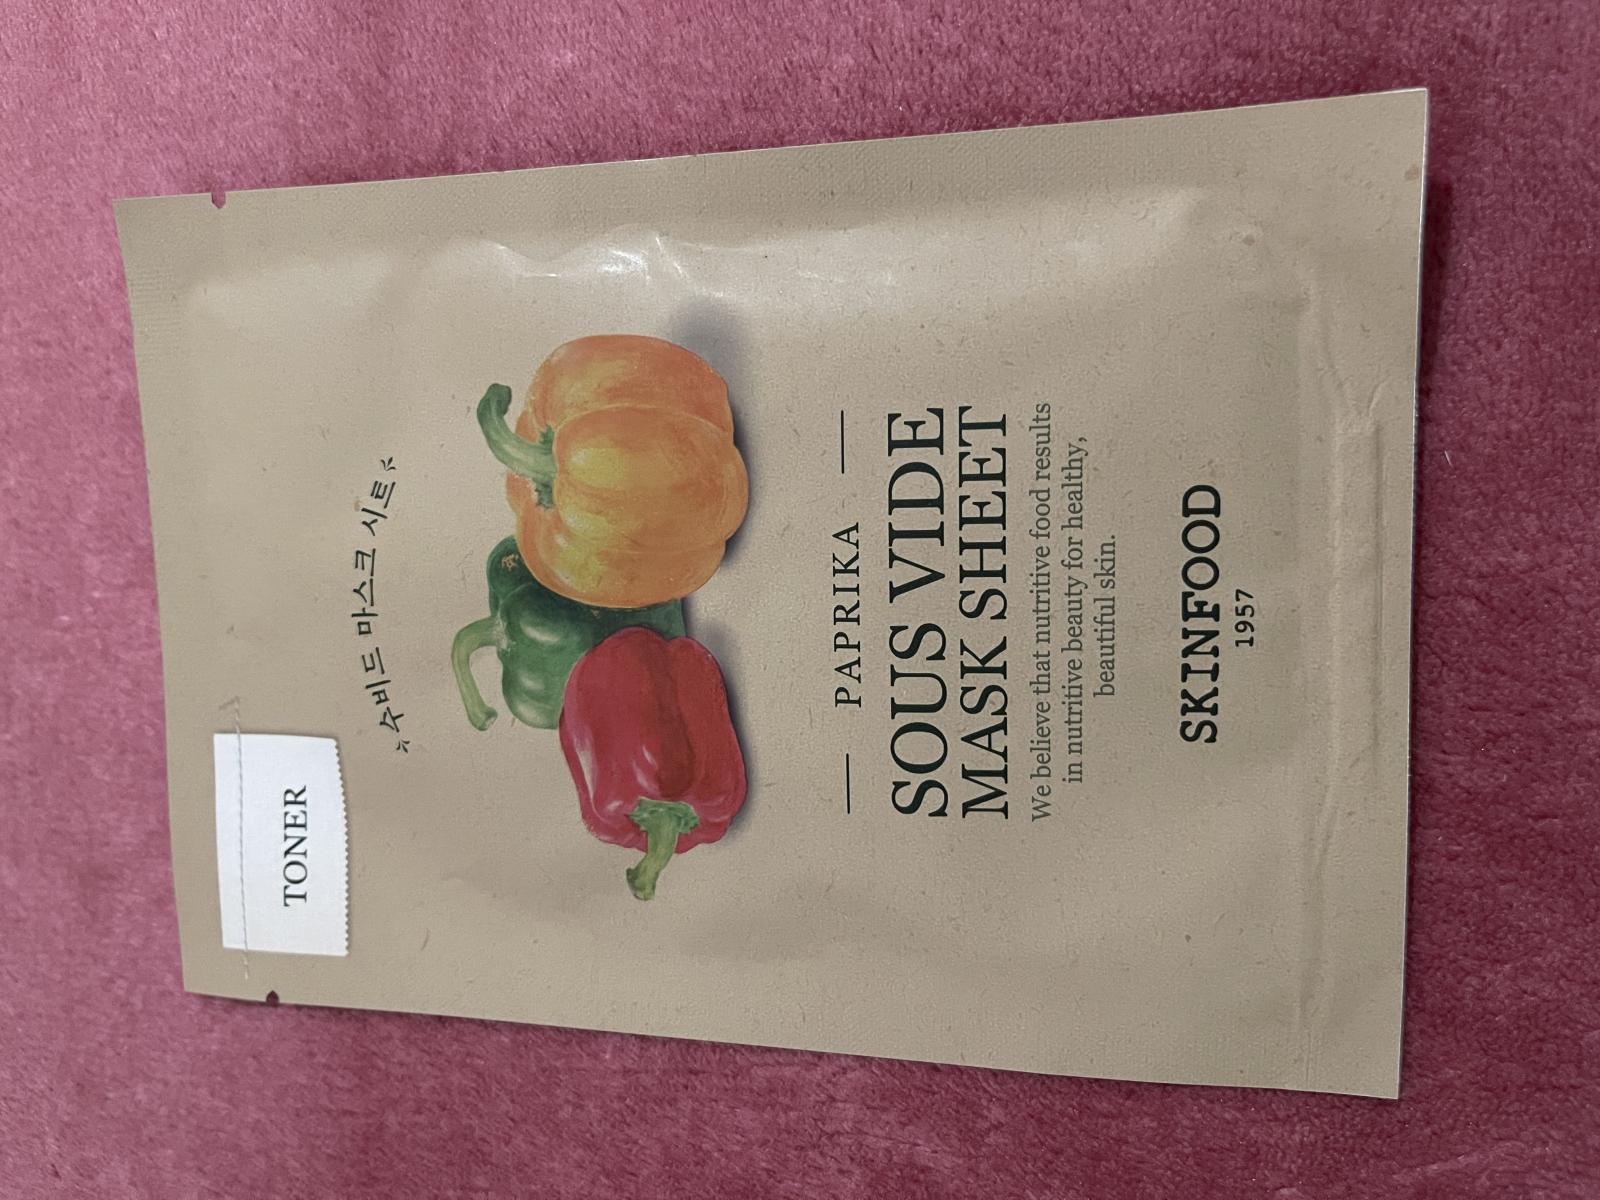 TONER
수비드 마스크 시트
PAPRIKA
SOUS VIDE
MASK SHEET
We believe that nutritive food results
in nutritive beauty for healthy,
beautiful skin.
SKINFOOD
1957